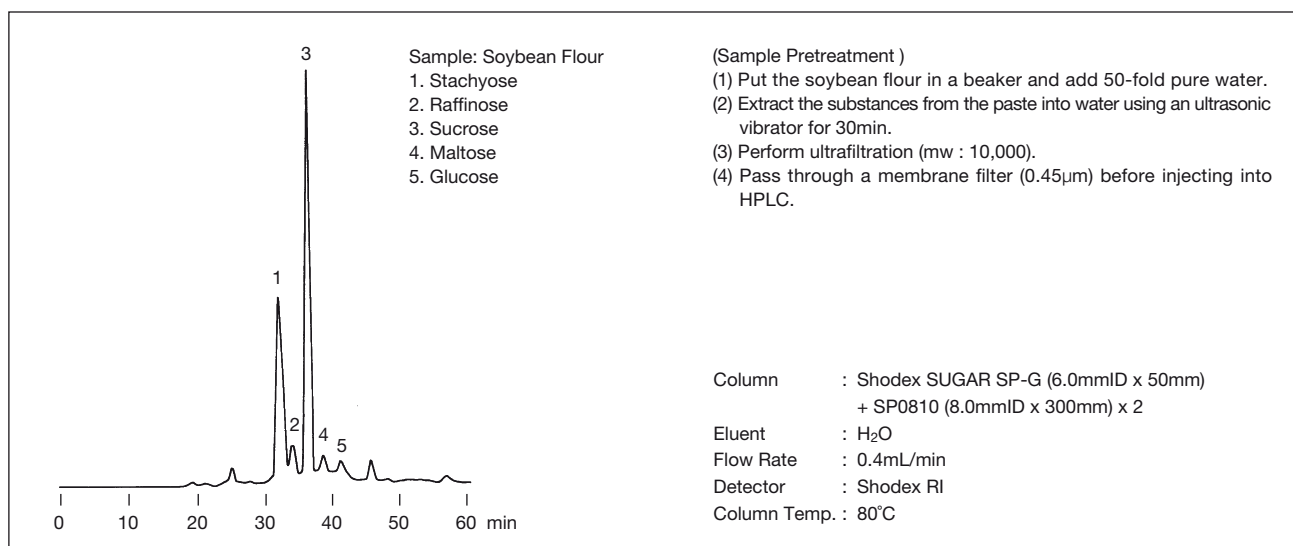 Sample: Soybean Flour
1. Stachyose
2. Raffinose
3. Sucrose
4. Maltose
5. Glucose
(Sample Pretreatment )
(1) Put the soybean flour in a beaker and add 50-fold pure water.
(2) Extract the substances from the paste into water using an ultrasonic
vibrator for 30min.
(3) Perform ultrafiltration (mw : 10,000).
(4) Pass through a membrane filter (0.45μm) before injecting into
HPLC.
3
1
2
4
5
0 10 20 30 40 50 60 min
Column : Shodex SUGAR SP-G (6.0mmID x 50mm)
+ SP0810 (8.0mmID x 300mm) x 2
Eluent : H₂O
Flow Rate : 0.4mL/min
Detector : Shodex RI
Column Temp. : 80˚C